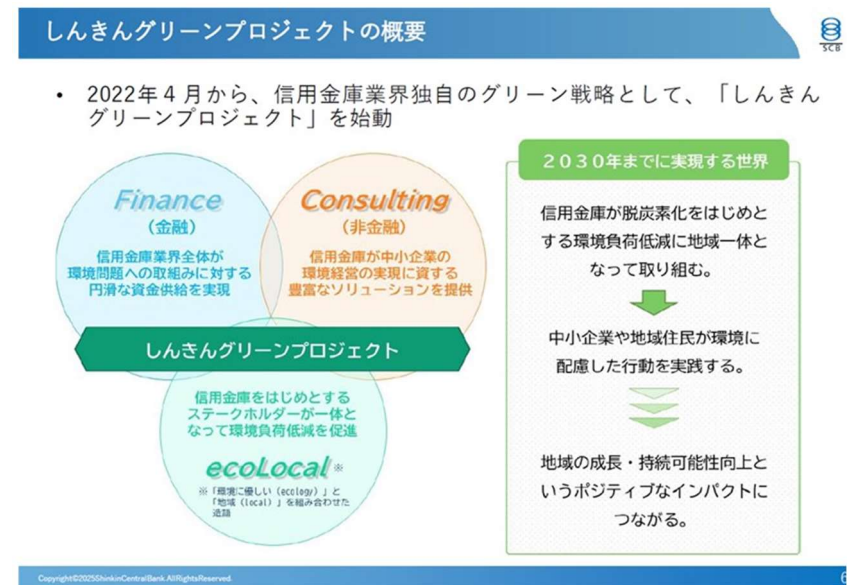 しんきんグリーンプロジェクトの概要
SCB
• 2022年４月から、信用金庫業界独自のグリーン戦略として、「しんきん
グリーンプロジェクト」を始動
Finance
（金融）
信用金庫業界全体が
環境問題への取組みに対する
円滑な資金供給を実現
Consulting
（非金融）
信用金庫が中小企業の
環境経営の実現に資する
豊富なソリューションを提供
しんきんグリーンプロジェクト
信用金庫をはじめとする
ステークホルダーが一体と
なって環境負荷低減を促進
ecoLocal※
※「環境に優しい（ecology）」と
「地域（local）」を組み合わせた
造語
２０３０年までに実現する世界
信用金庫が脱炭素化をはじめと
する環境負荷低減に地域一体と
なって取り組む。
中小企業や地域住民が環境に
配慮した行動を実践する。
地域の成長・持続可能性向上と
いうポジティブなインパクトに
つながる。
Copyright©2025ShinkinCentralBank.AllRightsReserved.
6